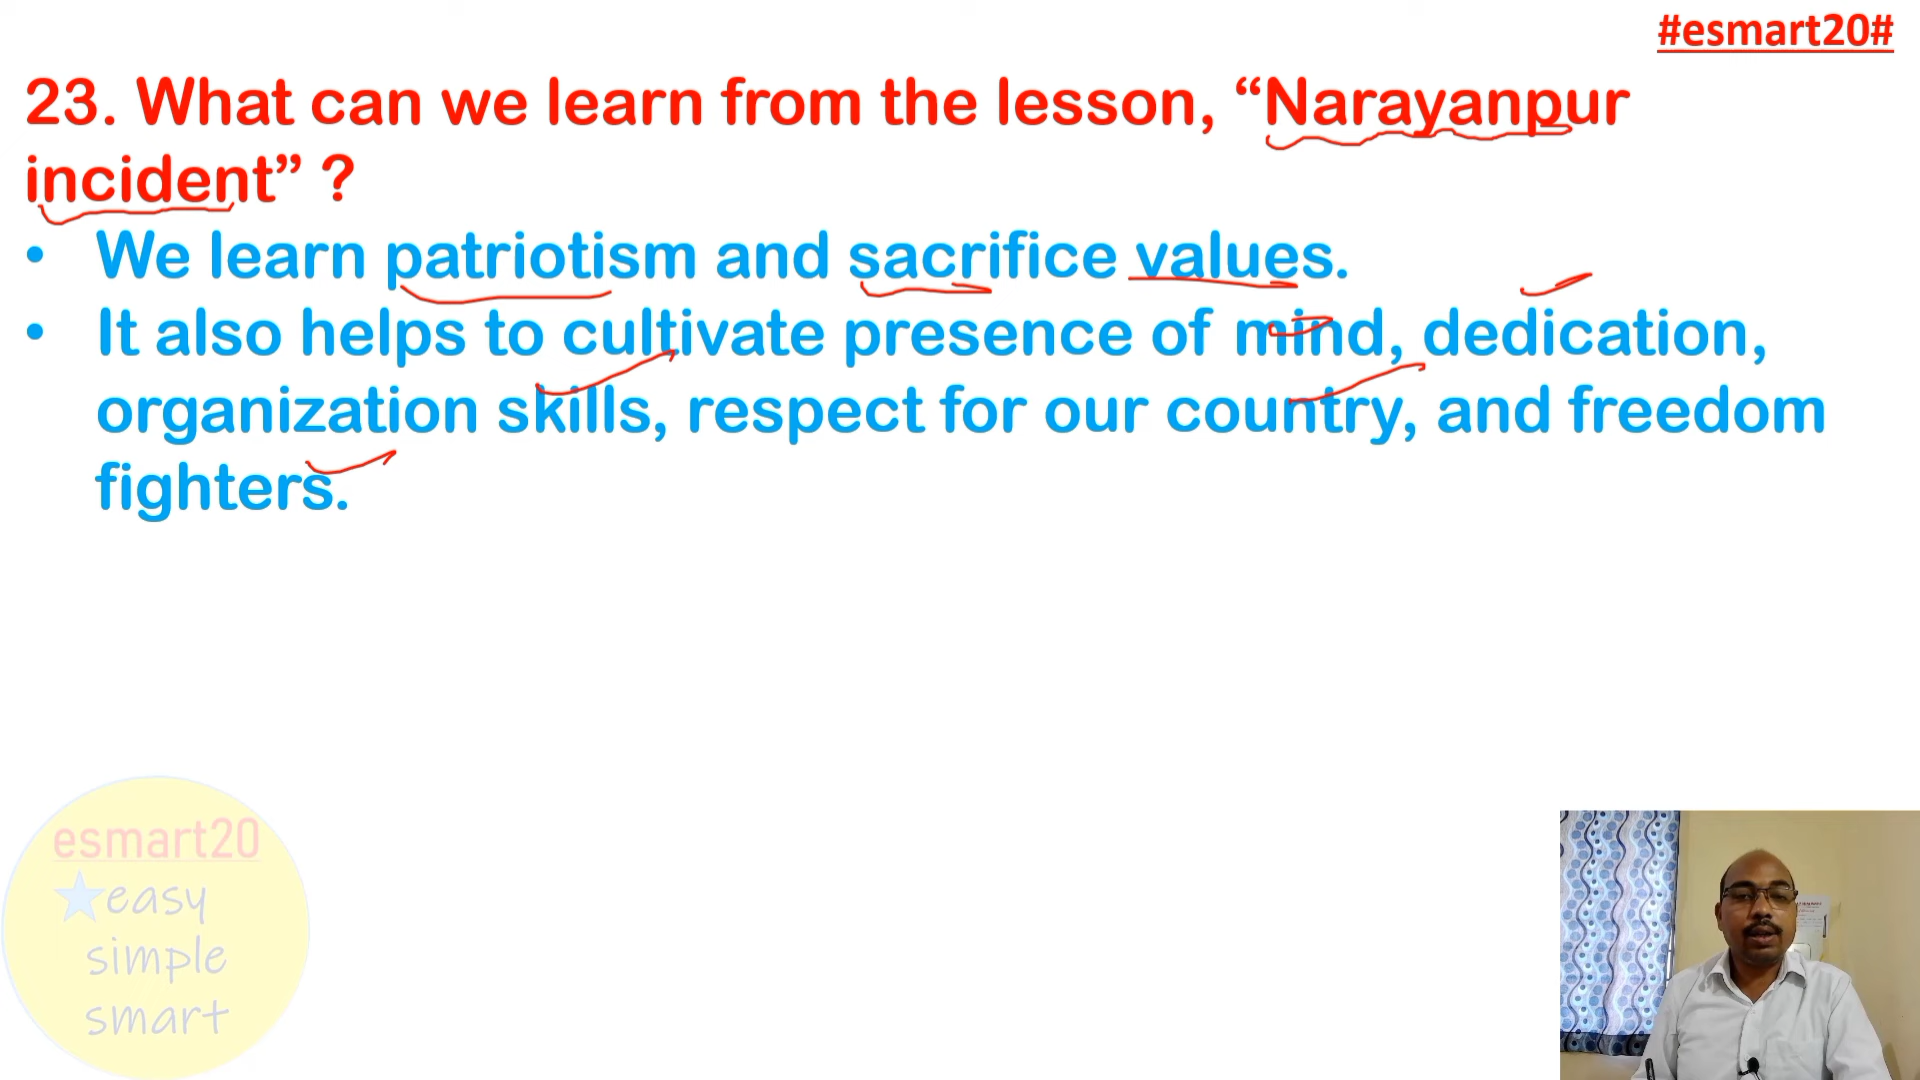 #esmart20#
23. What can we learn from the lesson, “Narayanpur
incident” ?
• We learn patriotism and sacrifice values.
• It also helps to cultivate presence of mind, dedication,
organization skills, respect for our country, and freedom
fighters.
esmart20
easy
simple
smart